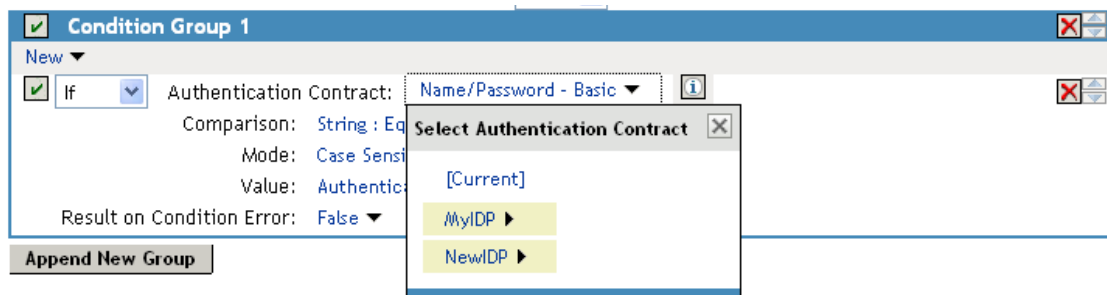 Condition Group 1
New
If Authentication Contract: Name/Password - Basic
Comparison: String : Eq
Select Authentication Contract
Mode: Case Sensi
[Current]
Value: Authentica
MyIDP
Result on Condition Error: False
NewIDP
Append New Group